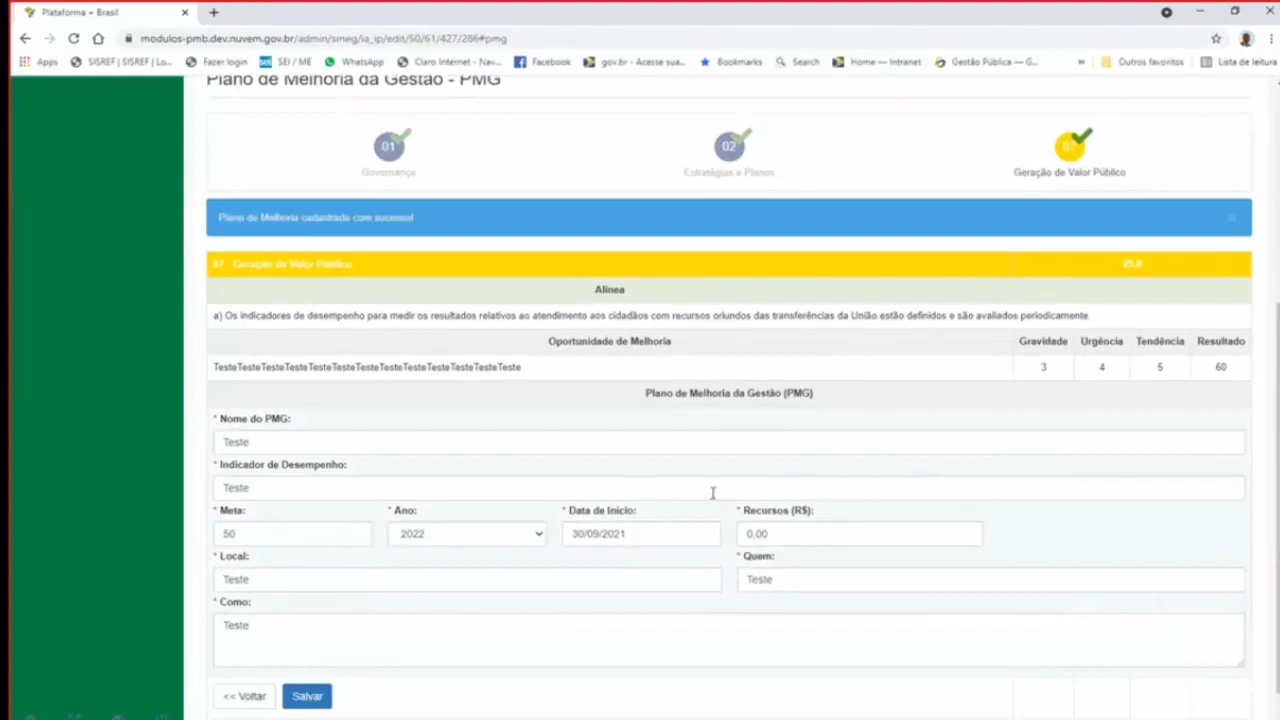 Plataforma + Brasil
modulos-pmb.dev.nuvem.gov.br/admin/smeg/ia_ip/edit/50/61/427/286#pmg
Apps SISREF | SISREF | Lo... Fazer login SEI / ME WhatsApp Claro Internet - Nav... Facebook gov.br - Acesse sua... Bookmarks Search Home — Intranet Gestão Pública — G... » Outros favoritos Lista de leitura
Plano de Melhoria da Gestão - PMG
01 02 07
Governança Estratégias e Planos Geração de Valor Público
Plano de Melhoria cadastrado com sucesso!
07 Geração de Valor Público 25,0
Alínea
a) Os indicadores de desempenho para medir os resultados relativos ao atendimento aos cidadãos com recursos oriundos das transferências da União estão definidos e são avaliados periodicamente.
Oportunidade de Melhoria Gravidade Urgência Tendência Resultado
TesteTesteTesteTesteTesteTesteTesteTesteTesteTesteTesteTesteTeste 3 4 5 60
Plano de Melhoria da Gestão (PMG)
* Nome do PMG:
Teste
* Indicador de Desempenho:
Teste
* Meta: * Ano: * Data de Início: * Recursos (R$):
50 2022 30/09/2021 0,00
* Local: * Quem:
Teste Teste
* Como:
Teste
<< Voltar Salvar